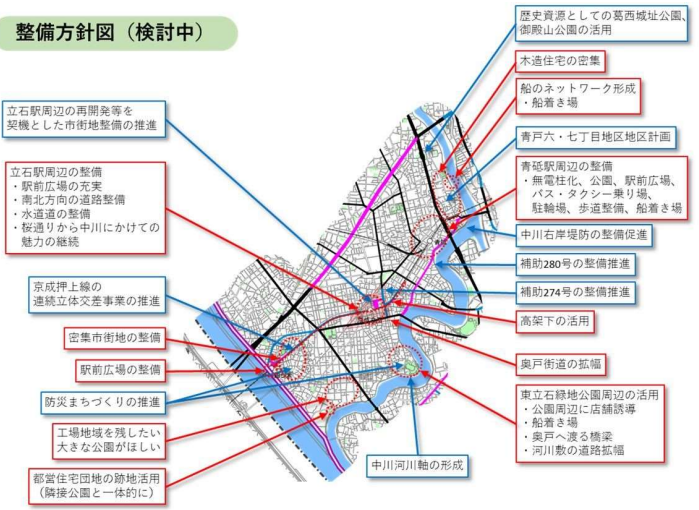 整備方針図（検討中）
歴史資源としての葛西城址公園、
御殿山公園の活用
木造住宅の密集
船のネットワーク形成
・船着き場
青戸六・七丁目地区地区計画
青砥駅周辺の整備
・無電柱化、公園、駅前広場、
バス・タクシー乗り場、
駐輪場、歩道整備、船着き場
中川右岸堤防の整備促進
補助280号の整備推進
補助274号の整備推進
高架下の活用
奥戸街道の拡幅
東立石緑地公園周辺の活用
・公園周辺に店舗誘導
・船着き場
・奥戸へ渡る橋梁
・河川敷の道路拡幅
立石駅周辺の再開発等を
契機とした市街地整備の推進
立石駅周辺の整備
・駅前広場の充実
・南北方向の道路整備
・水道道の整備
・桜通りから中川にかけての
魅力の継続
京成押上線の
連続立体交差事業の推進
密集市街地の整備
駅前広場の整備
防災まちづくりの推進
工場地域を残したい
大きな公園がほしい
都営住宅団地の跡地活用
（隣接公園と一体的に）
中川河川軸の形成